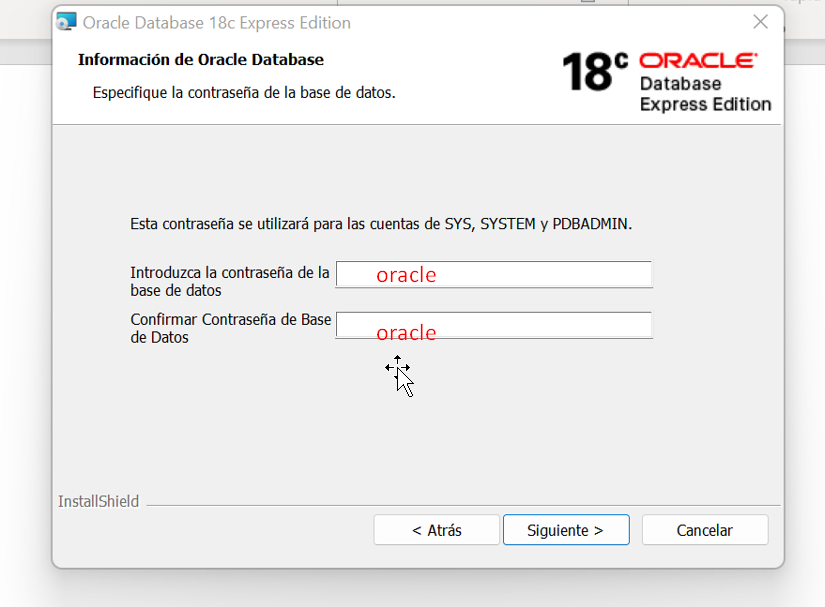 Oracle Database 18c Express Edition
Información de Oracle Database
Especifique la contraseña de la base de datos.
18c ORACLE
Database
Express Edition
Esta contraseña se utilizará para las cuentas de SYS, SYSTEM y PDBADMIN.
Introduzca la contraseña de la
base de datos
oracle
Confirmar Contraseña de Base
de Datos
oracle
InstallShield
< Atrás
Siguiente >
Cancelar